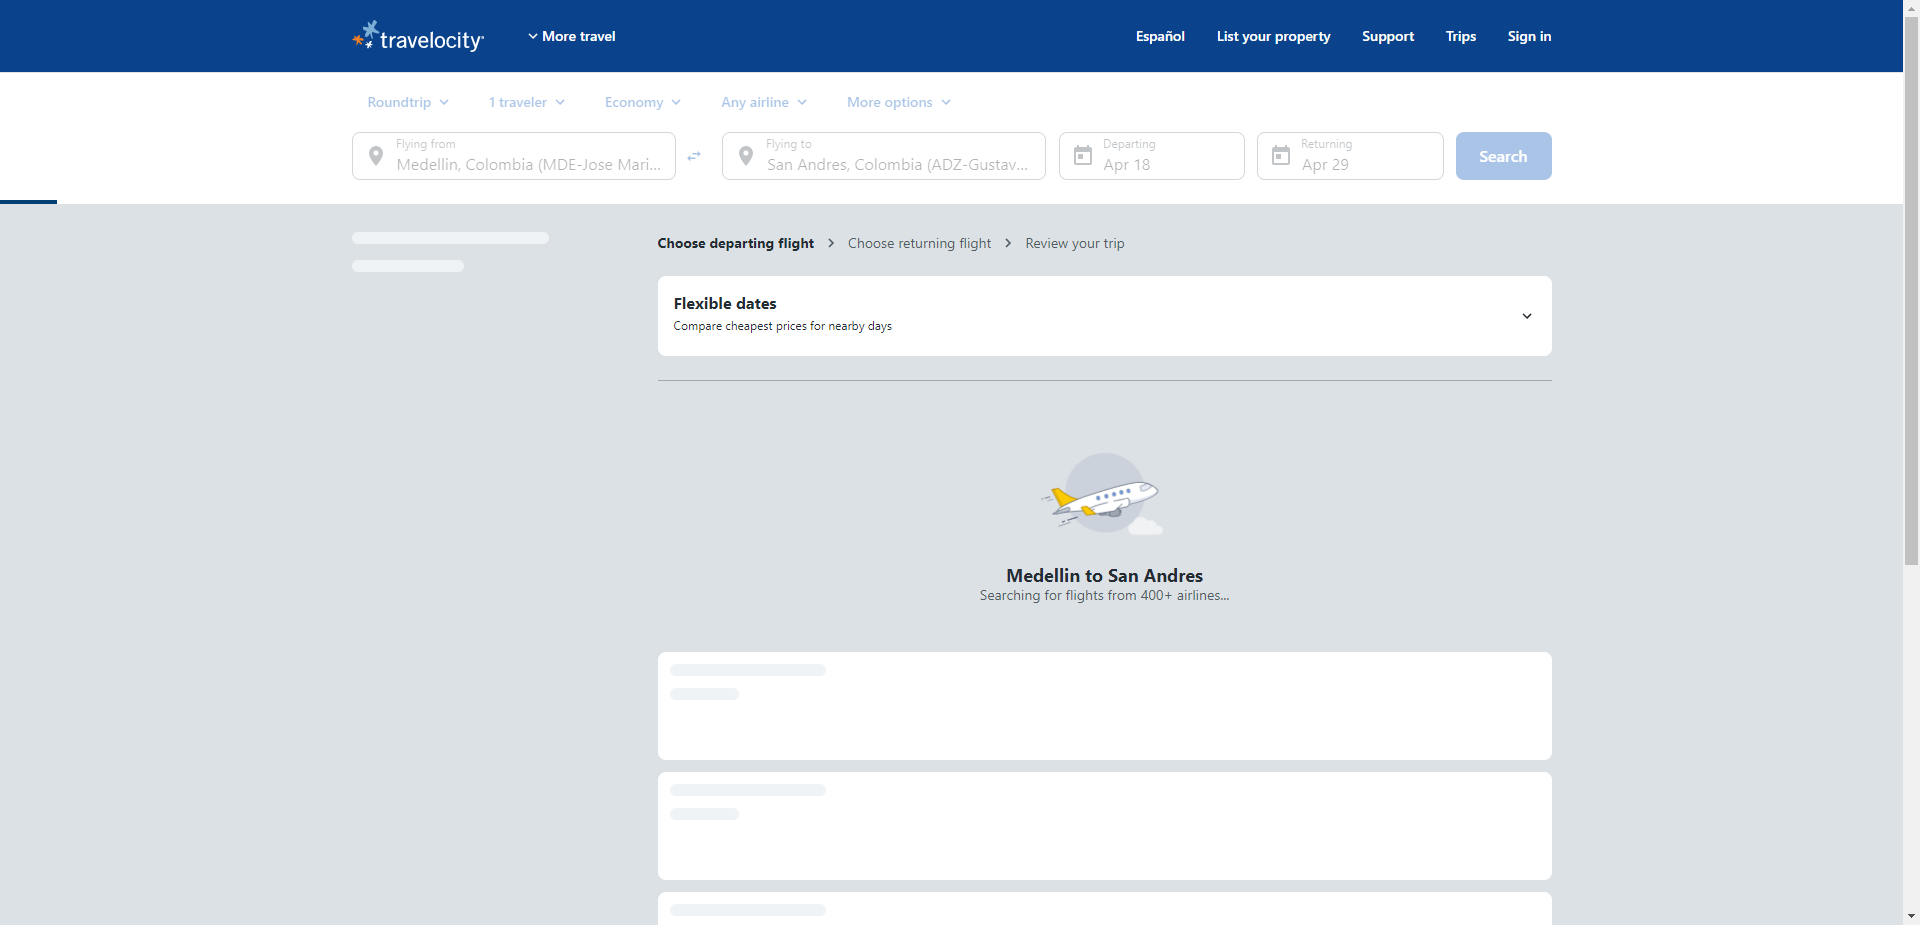 travelocity
More travel
Español
List your property
Support
Trips
Sign in
Roundtrip
1 traveler
Economy
Any airline
More options
Flying from
Medellin, Colombia (MDE-Jose Mari...
Flying to
San Andres, Colombia (ADZ-Gustav...
Departing
Apr 18
Returning
Apr 29
Search
Choose departing flight
Choose returning flight
Review your trip
Flexible dates
Compare cheapest prices for nearby days
Medellin to San Andres
Searching for flights from 400+ airlines...